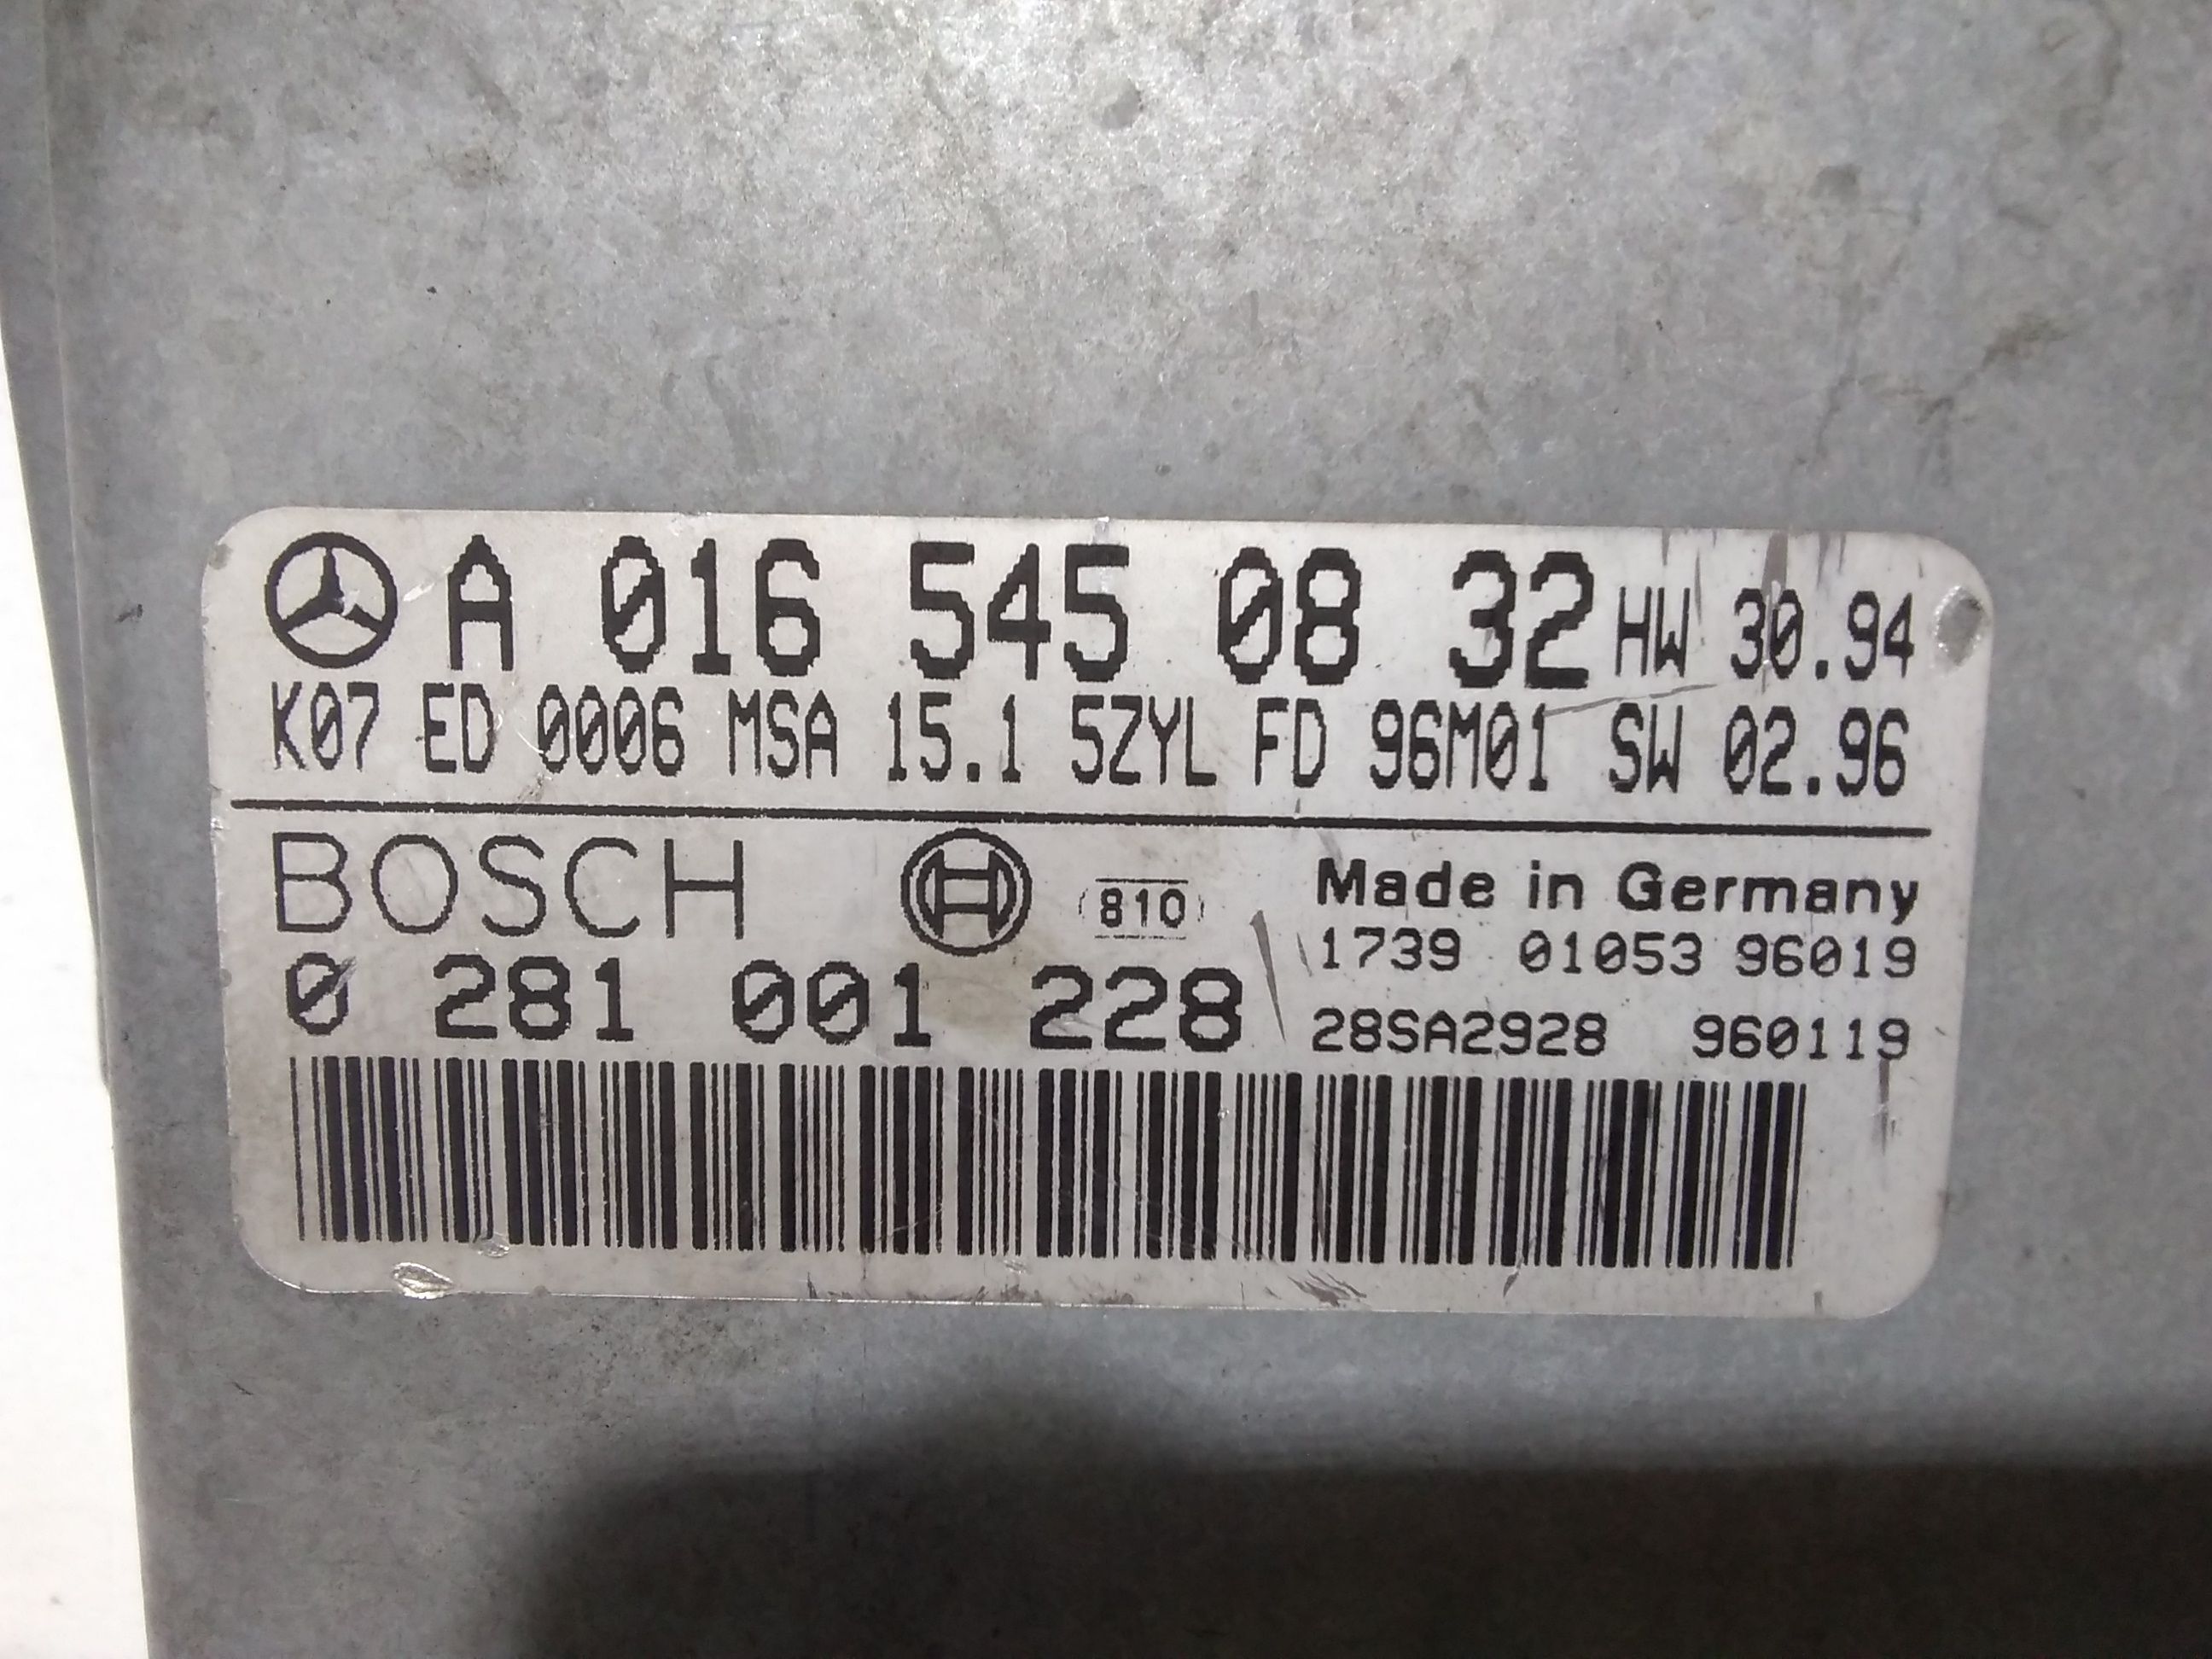 A 016 545 08 32 HW 30.94
K07 ED 0006 MSA 15.1 5ZYL FD 96M01 SW 02.96
BOSCH 810 Made in Germany
1739 01053 96019
0 281 001 228
28SA2928 960119